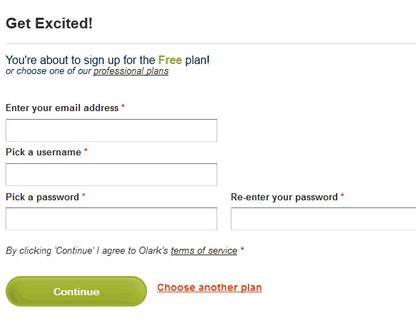 Get Excited!
You're about to sign up for the Free plan!
or choose one of our professional plans
Enter your email address *
Pick a username *
Pick a password *
Re-enter your password *
By clicking 'Continue' I agree to Olark's terms of service *
Continue
Choose another plan